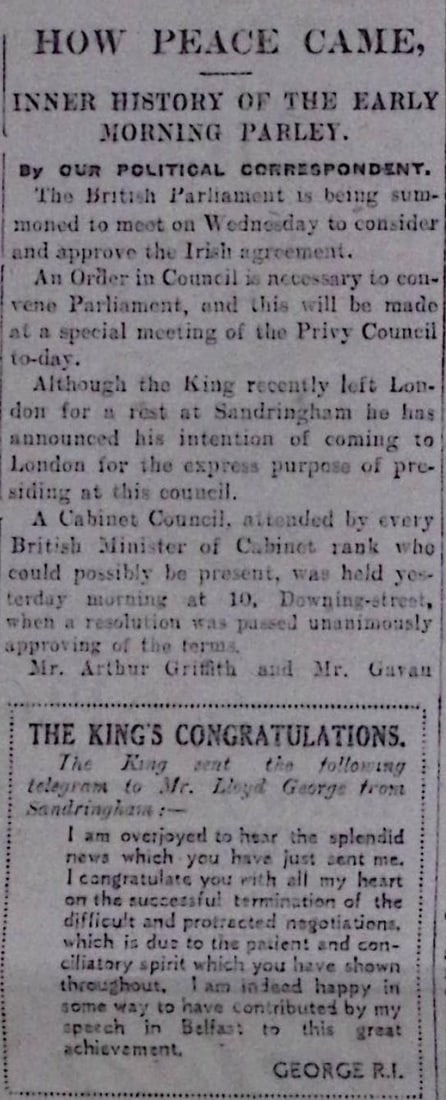 HOW PEACE CAME,
INNER HISTORY OF THE EARLY
MORNING PARLEY.
By OUR POLITICAL CORRESPONDENT.
The British Parliament is being sum-
moned to meet on Wednesday to consider
and approve the Irish agreement.
An Order in Council is necessary to con-
vene Parliament, and this will be made
at a special meeting of the Privy Council
to-day.
Although the King recently left Lon-
don for a rest at Sandringham he has
announced his intention of coming to
London for the express purpose of pre-
siding at this council.
A Cabinet Council, attended by every
British Minister of Cabinet rank who
could possibly be present, was held yes-
terday morning at 10, Downing-street,
when a resolution was passed unanimously
approving of the terms.
Mr. Arthur Griffith and Mr. Gavan
THE KING'S CONGRATULATIONS.
The King sent the following
telegram to Mr. Lloyd George from
Sandringham:—
I am overjoyed to hear the splendid
news which you have just sent me.
I congratulate you with all my heart
on the successful termination of the
difficult and protracted negotiations,
which is due to the patient and con-
ciliatory spirit which you have shown
throughout. I am indeed happy in
some way to have contributed by my
speech in Belfast to this great
achievement.
GEORGE R.I.